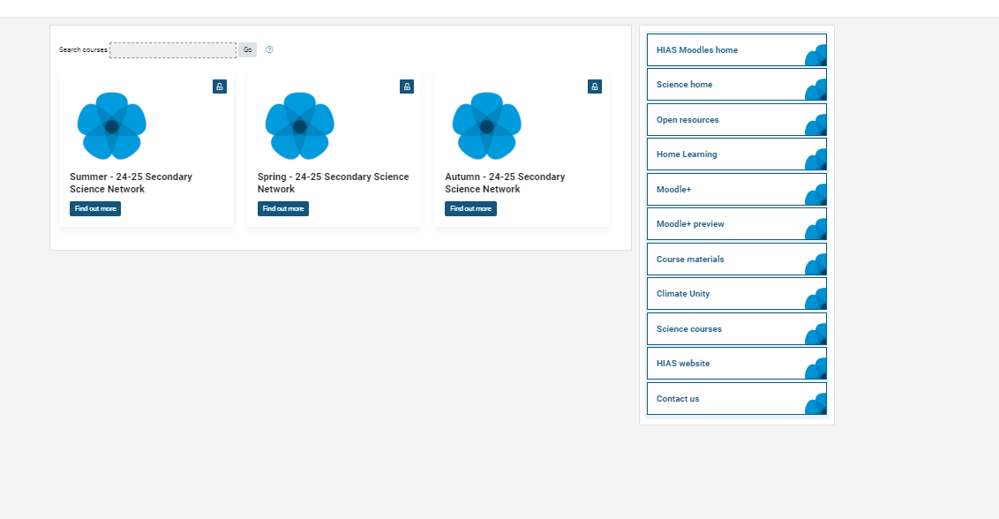 Search courses Go
Summer - 24-25 Secondary
Science Network
Find out more
Spring - 24-25 Secondary Science
Network
Find out more
Autumn - 24-25 Secondary
Science Network
Find out more
HIAS Moodles home
Science home
Open resources
Home Learning
Moodle+
Moodle+ preview
Course materials
Climate Unity
Science courses
HIAS website
Contact us